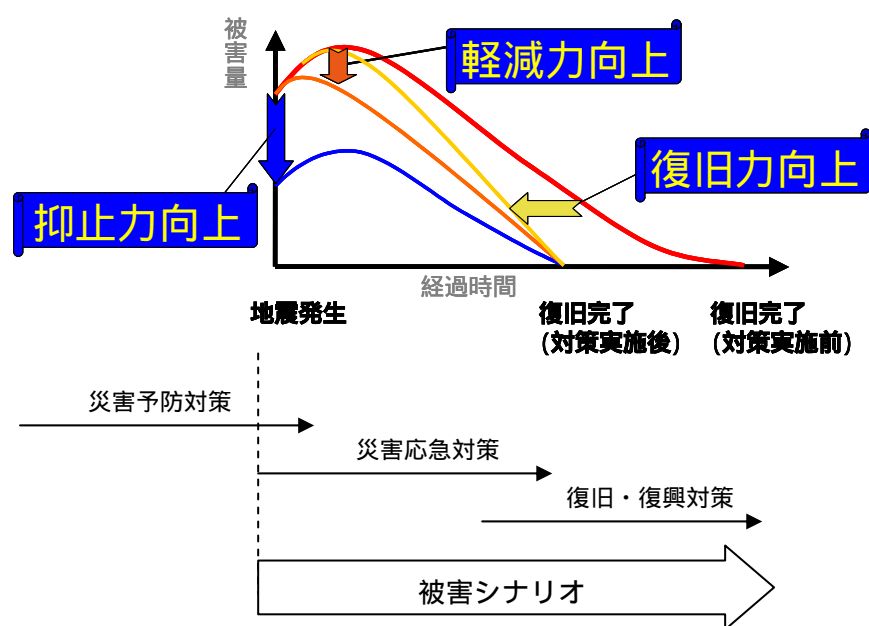 被害量
軽減力向上
復旧力向上
抑止力向上
経過時間
地震発生
復旧完了
(対策実施後)
復旧完了
(対策実施前)
災害予防対策
災害応急対策
復旧・復興対策
被害シナリオ